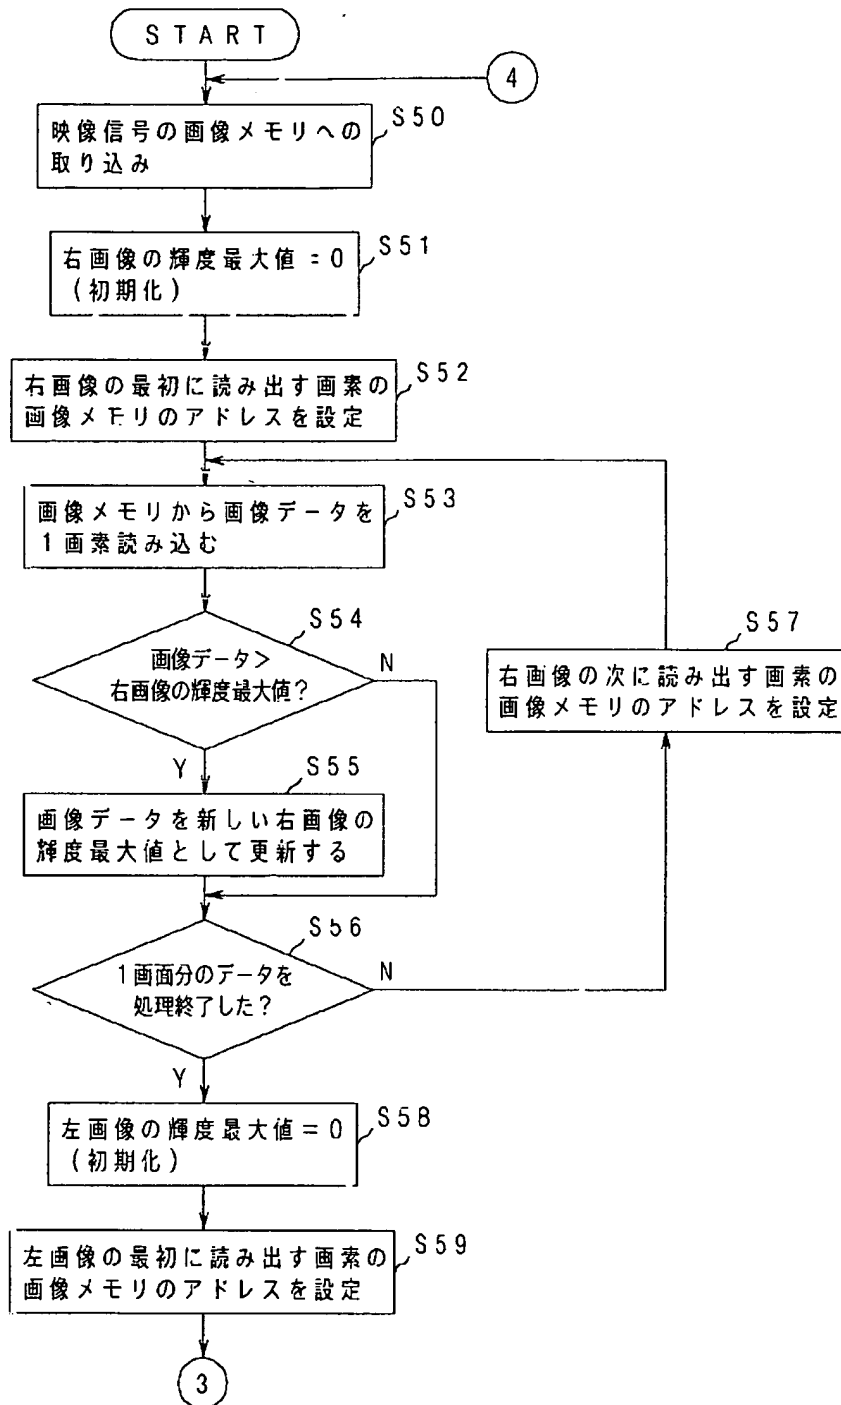 START
4
S50
映像信号の画像メモリへの
取り込み
S51
右画像の輝度最大値=0
(初期化)
S52
右画像の最初に読み出す画素の
画像メモリのアドレスを設定
S53
画像メモリから画像データを
1画素読み込む
S54
画像データ>
右画像の輝度最大値?
N
Y
S57
右画像の次に読み出す画素の
画像メモリのアドレスを設定
S55
画像データを新しい右画像の
輝度最大値として更新する
S56
1画面分のデータを
処理終了した?
N
Y
S58
左画像の輝度最大値=0
(初期化)
S59
左画像の最初に読み出す画素の
画像メモリのアドレスを設定
3